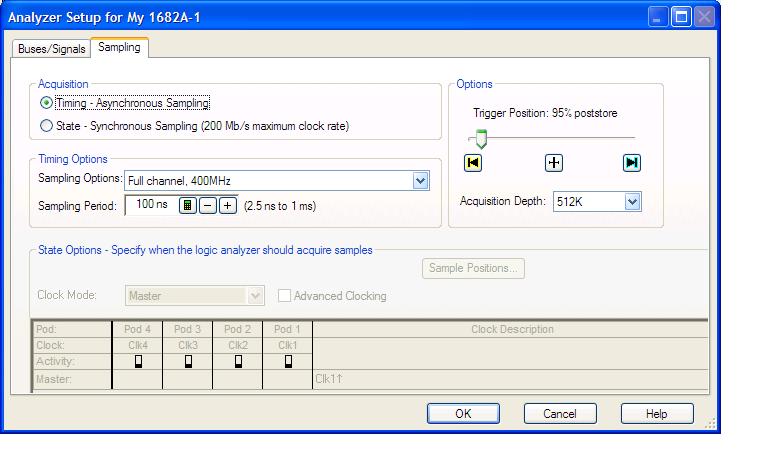 Analyzer Setup for My 1682A-1
Buses/Signals Sampling
Acquisition
Timing - Asynchronous Sampling
State - Synchronous Sampling (200 Mb/s maximum clock rate)
Options
Trigger Position: 95% poststore
Acquisition Depth: 512K
Timing Options
Sampling Options: Full channel, 400MHz
Sampling Period: 100 ns - + (2.5 ns to 1 ms)
State Options - Specify when the logic analyzer should acquire samples
Sample Positions...
Clock Mode: Master Advanced Clocking
Pod: Pod 4 Pod 3 Pod 2 Pod 1 Clock Description
Clock: Clk4 Clk3 Clk2 Clk1
Activity:
Master: Clk1↑
OK Cancel Help